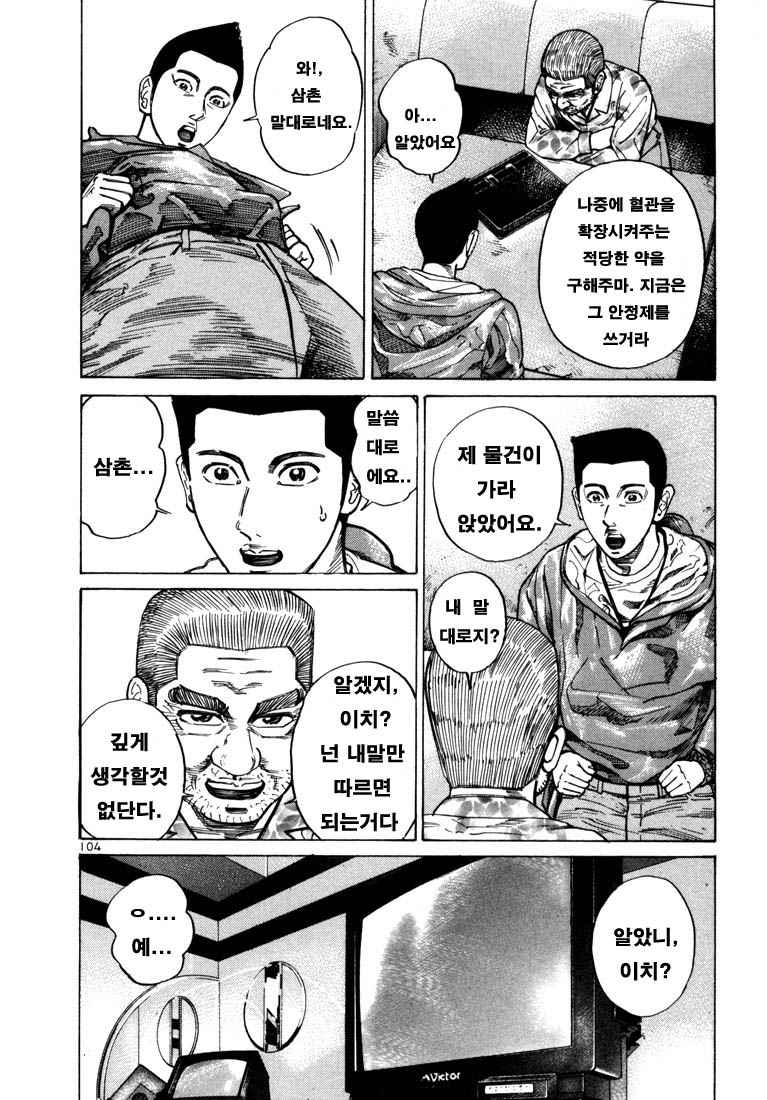 와!,
삼촌
말대로네요.
아...
알았어요
나중에 혈관을
확장시켜주는
적당한 약을
구해주마. 지금은
그 안정제를
쓰거라
삼촌...
말씀
대로
에요..
제 물건이
가라
앉았어요.
내 말
대로지?
알겠지,
이치?
넌 내말만
따르면
되는거다
깊게
생각할것
없단다.
104
ㅇ....
예...
알았니,
이치?
Victor